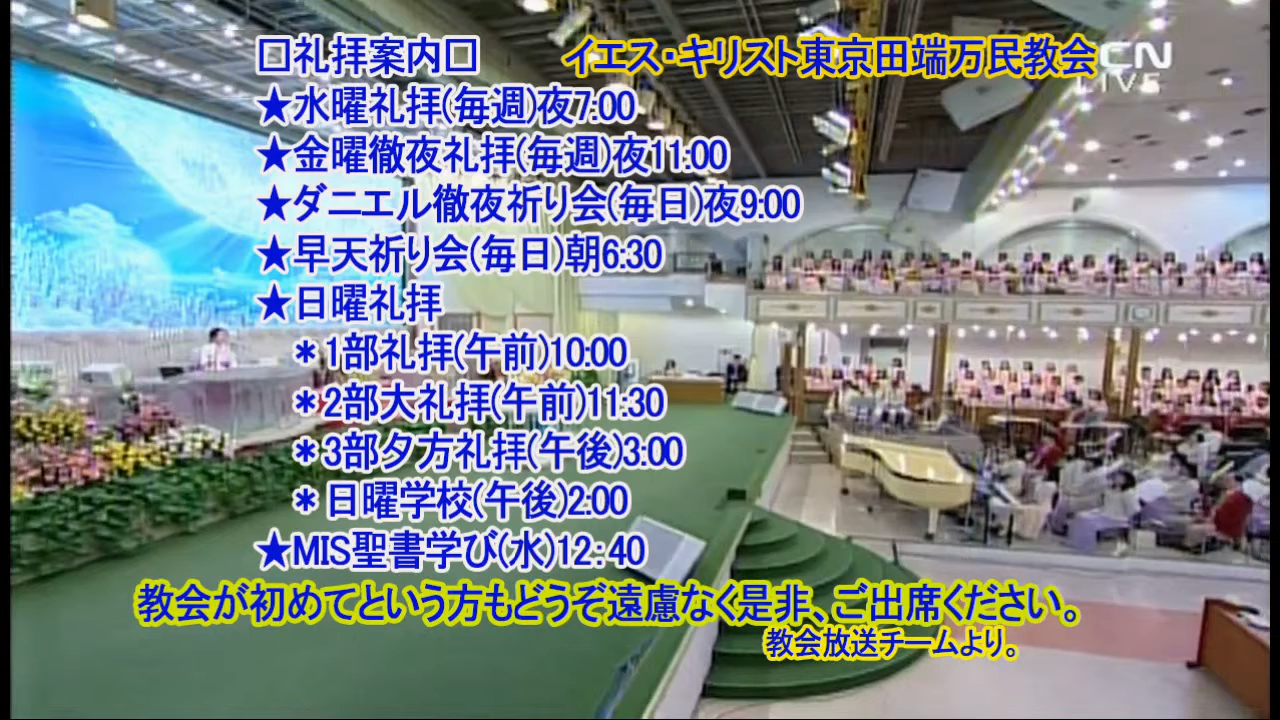 □礼拝案内□ イエス・キリスト東京田端万民教会
CN
LIVE
★水曜礼拝(毎週)夜7:00
★金曜徹夜礼拝(毎週)夜11:00
★ダニエル徹夜祈り会(毎日)夜9:00
★早天祈り会(毎日)朝6:30
★日曜礼拝
*1部礼拝(午前)10:00
*2部大礼拝(午前)11:30
*3部夕方礼拝(午後)3:00
*日曜学校(午後)2:00
★MIS聖書学び(水)12:40
教会が初めてという方もどうぞ遠慮なく是非、ご出席ください。
教会放送チームより。